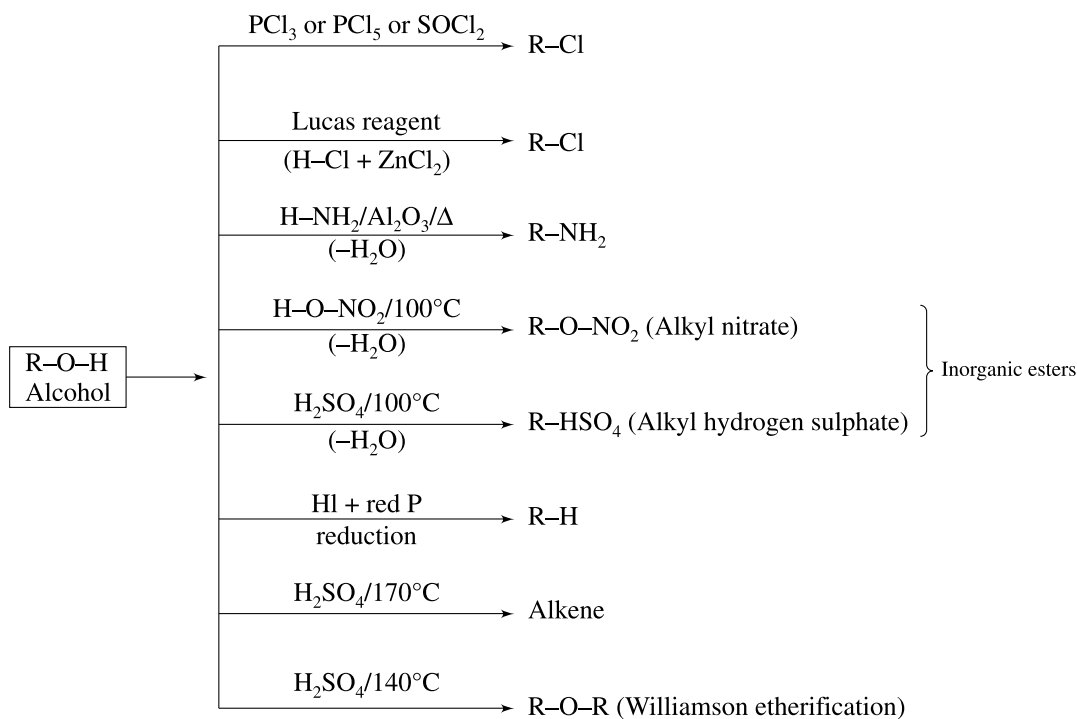 PCl₃ or PCl₅ or SOCl₂
R–Cl
Lucas reagent
R–Cl
(H–Cl + ZnCl₂)
H–NH₂/Al₂O₃/Δ
R–NH₂
(–H₂O)
H–O–NO₂/100°C
R–O–NO₂ (Alkyl nitrate)
(–H₂O)
R–O–H
Alcohol
Inorganic esters
H₂SO₄/100°C
R–HSO₄ (Alkyl hydrogen sulphate)
(–H₂O)
Hl + red P
R–H
reduction
H₂SO₄/170°C
Alkene
H₂SO₄/140°C
R–O–R (Williamson etherification)